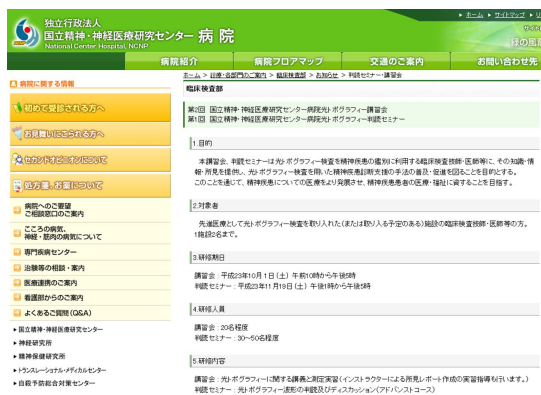 ▸ ホーム ▸ サイトマップ ▸
独立行政法人
国立精神・神経医療研究センター 病院
National Center Hospital, NCNP
病院紹介
病院フロアマップ
交通のご案内
お問い合わせ先
ホーム > 診療・各部門のご案内 > 臨床検査部 > お知らせ > 判読セミナー・講習会
病院に関する情報
初めて受診される方へ
お見舞いにこられる方へ
セカンドオピニオンについて
処方箋、お薬について
病院へのご要望
ご相談窓口のご案内
こころの病気、
神経・筋肉の病気について
専門疾病センター
治験等の相談・案内
医療連携のご案内
看護部からのご案内
よくあるご質問(Q&A)
▸ 国立精神・神経医療研究センター
▸ 神経研究所
▸ 精神保健研究所
▸ トランスレーショナル・メディカルセンター
▸ 自殺予防総合対策センター
臨床検査部
第2回 国立精神・神経医療研究センター病院光トポグラフィー講習会
第1回 国立精神・神経医療研究センター病院光トポグラフィー判読セミナー
1.目的
本講習会、判読セミナーは光トポグラフィー検査を精神疾患の鑑別に利用する臨床検査技師・医師等に、その知識・情
報・所見を提供し、光トポグラフィー検査を用いた精神疾患診断支援の手法の普及・促進を図ることを目的とする。
このことを通じて、精神疾患についての医療をより発展させ、精神疾患患者の医療・福祉に資することを目指す。
2.対象者
先進医療として光トポグラフィー検査を取り入れた(または取り入る予定のある)施設の臨床検査技師・医師等の方。
1施設2名まで。
3.研修期日
講習会 : 平成23年10月1日(土) 午前10時から午後5時
判読セミナー : 平成23年11月19日(土) 午後1時から午後5時
4.研修人員
講習会 : 20名程度
判読セミナー : 30～50名程度
5.研修内容
講習会 : 光トポグラフィーに関する講義と測定実習(インストラクターによる所見レポート作成の実習指導も行います。)
判読セミナー : 光トポグラフィー波形の判読及びディスカッション(アドバンストコース)